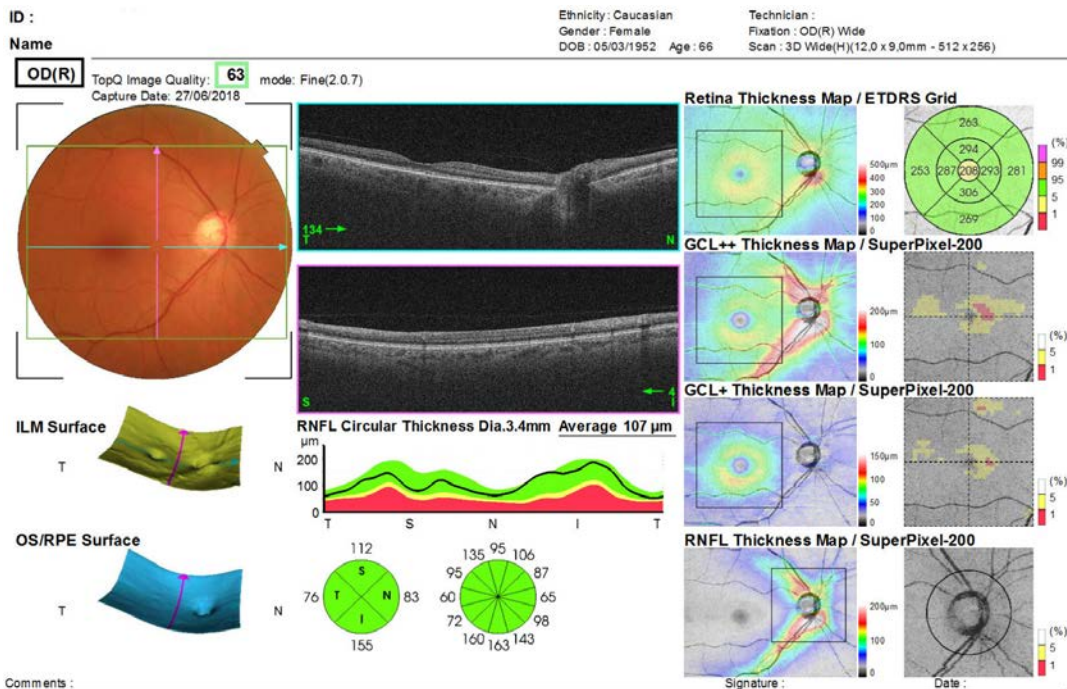 ID :
Name
Ethnicity : Caucasian
Gender : Female
DOB : 05/03/1952 Age : 66
Technician :
Fixation : OD(R) Wide
Scan : 3D Wide(H)(12,0 x 9,0mm - 512 x 256)
OD(R)
TopQ Image Quality: 63 mode: Fine(2.0.7)
Capture Date: 27/06/2018
134
T
N
S
4
I
ILM Surface
T
N
OS/RPE Surface
T
N
RNFL Circular Thickness Dia.3.4mm Average 107 µm
µm
200
100
0
T S N I T
112
S
76 T N 83
I
155
95
135 106
95 87
60 65
72 98
160 143
163
Retina Thickness Map / ETDRS Grid
500µm
400
300
200
100
0
263
294
253 287 208 293 281
306
269
(%)
99
95
5
1
GCL++ Thickness Map / SuperPixel-200
200µm
100
0
(%)
5
1
GCL+ Thickness Map / SuperPixel-200
150µm
100
50
0
(%)
5
1
RNFL Thickness Map / SuperPixel-200
200µm
100
0
(%)
5
1
Comments :
Signature :
Date :